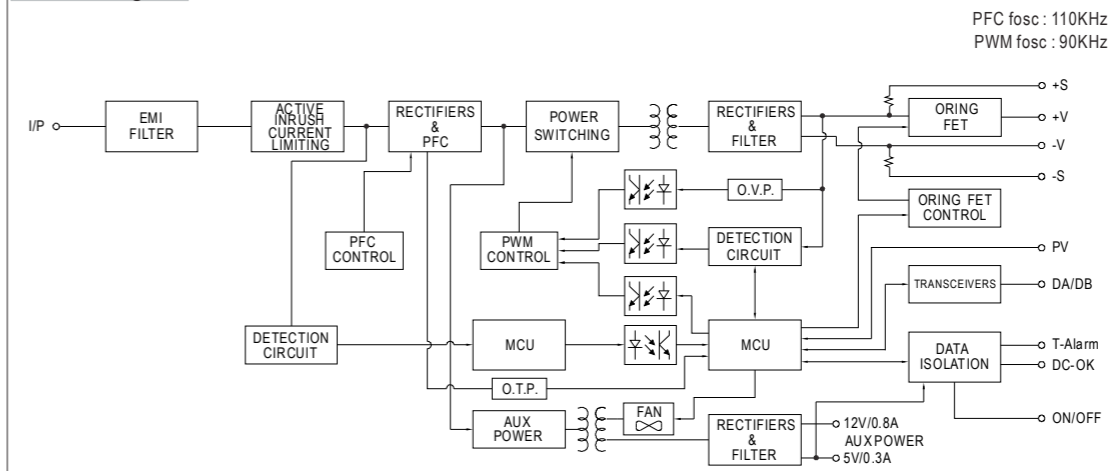 PFC fosc : 110KHz
PWM fosc : 90KHz
I/P
EMI
FILTER
ACTIVE
INRUSH
CURRENT
LIMITING
RECTIFIERS
&
PFC
POWER
SWITCHING
RECTIFIERS
&
FILTER
ORING
FET
+S
+V
-V
-S
O.V.P.
ORING FET
CONTROL
PFC
CONTROL
PWM
CONTROL
DETECTION
CIRCUIT
PV
TRANSCEIVERS
DA/DB
DETECTION
CIRCUIT
MCU
MCU
DATA
ISOLATION
T-Alarm
DC-OK
O.T.P.
ON/OFF
AUX
POWER
FAN
RECTIFIERS
&
FILTER
12V/0.8A
AUX POWER
5V/0.3A